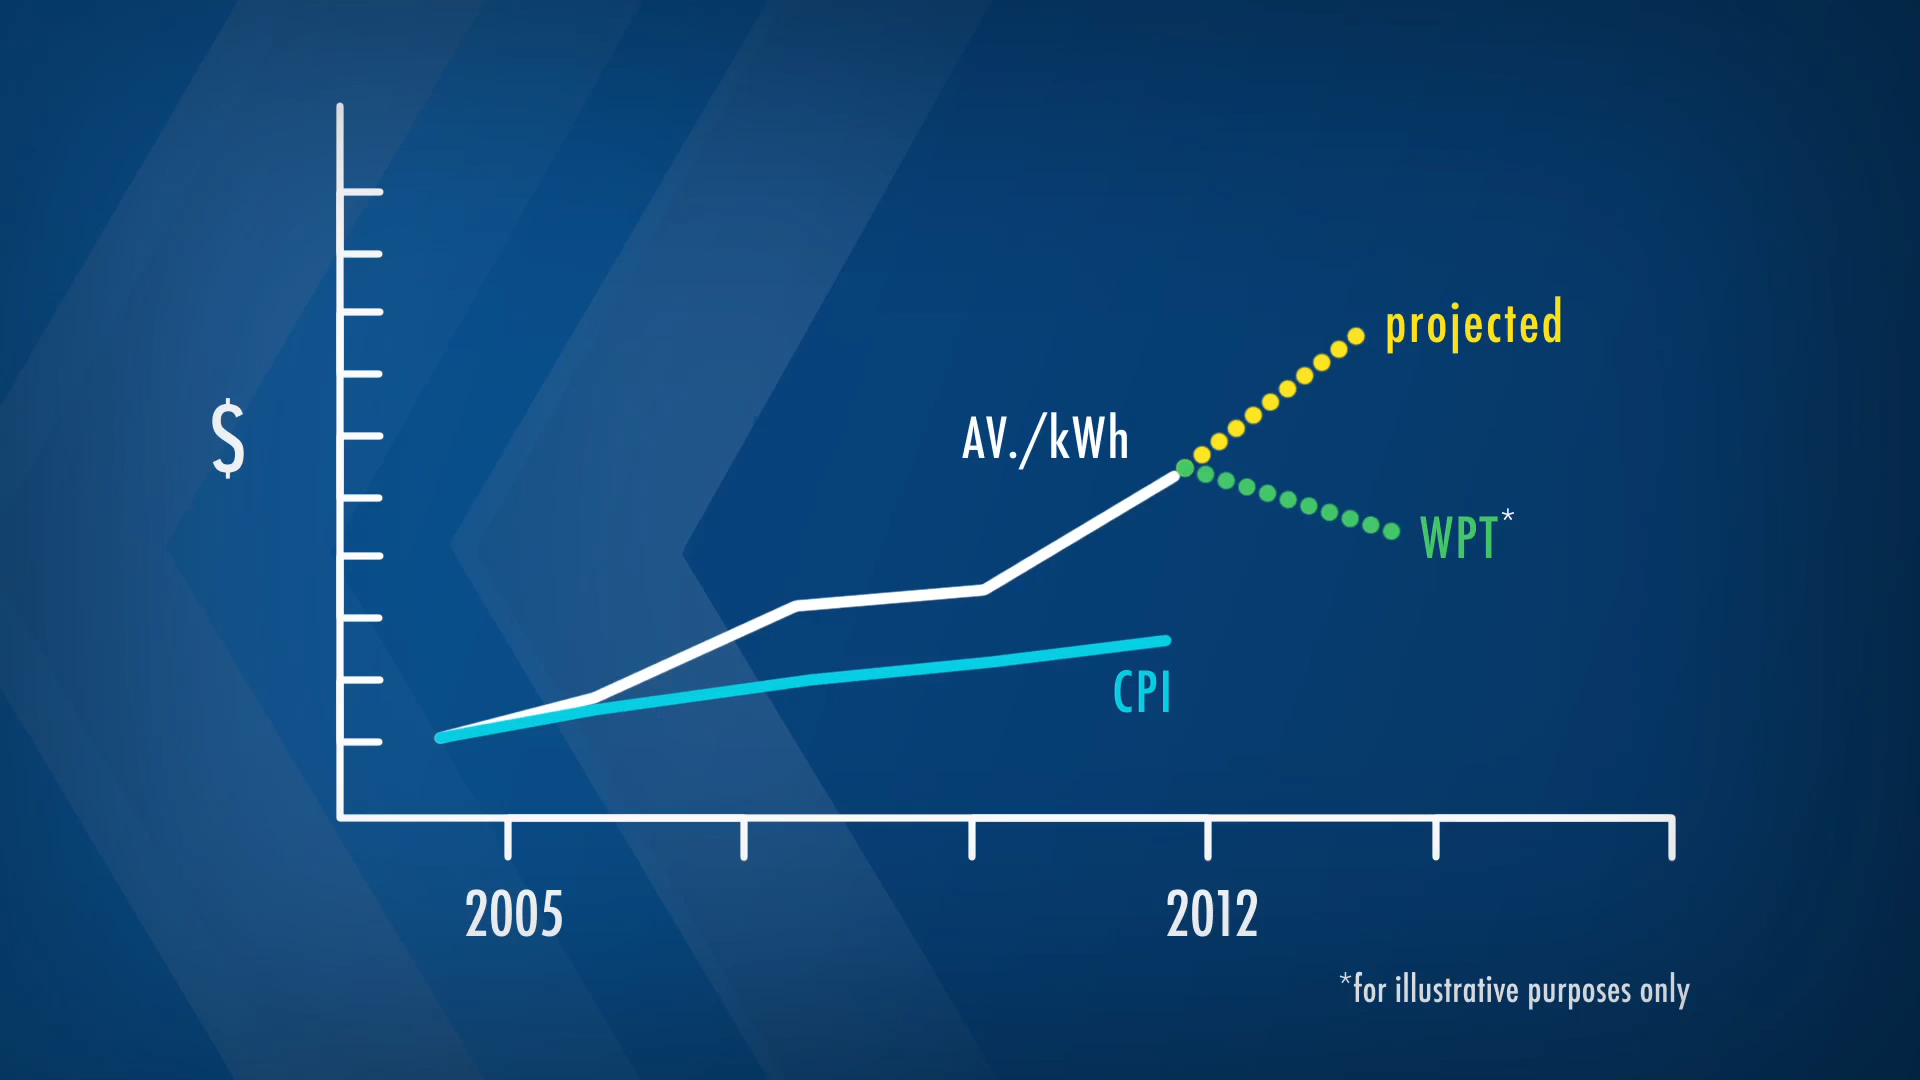 projected
$
AV./kWh
WPT*
CPI
2005
2012
*for illustrative purposes only